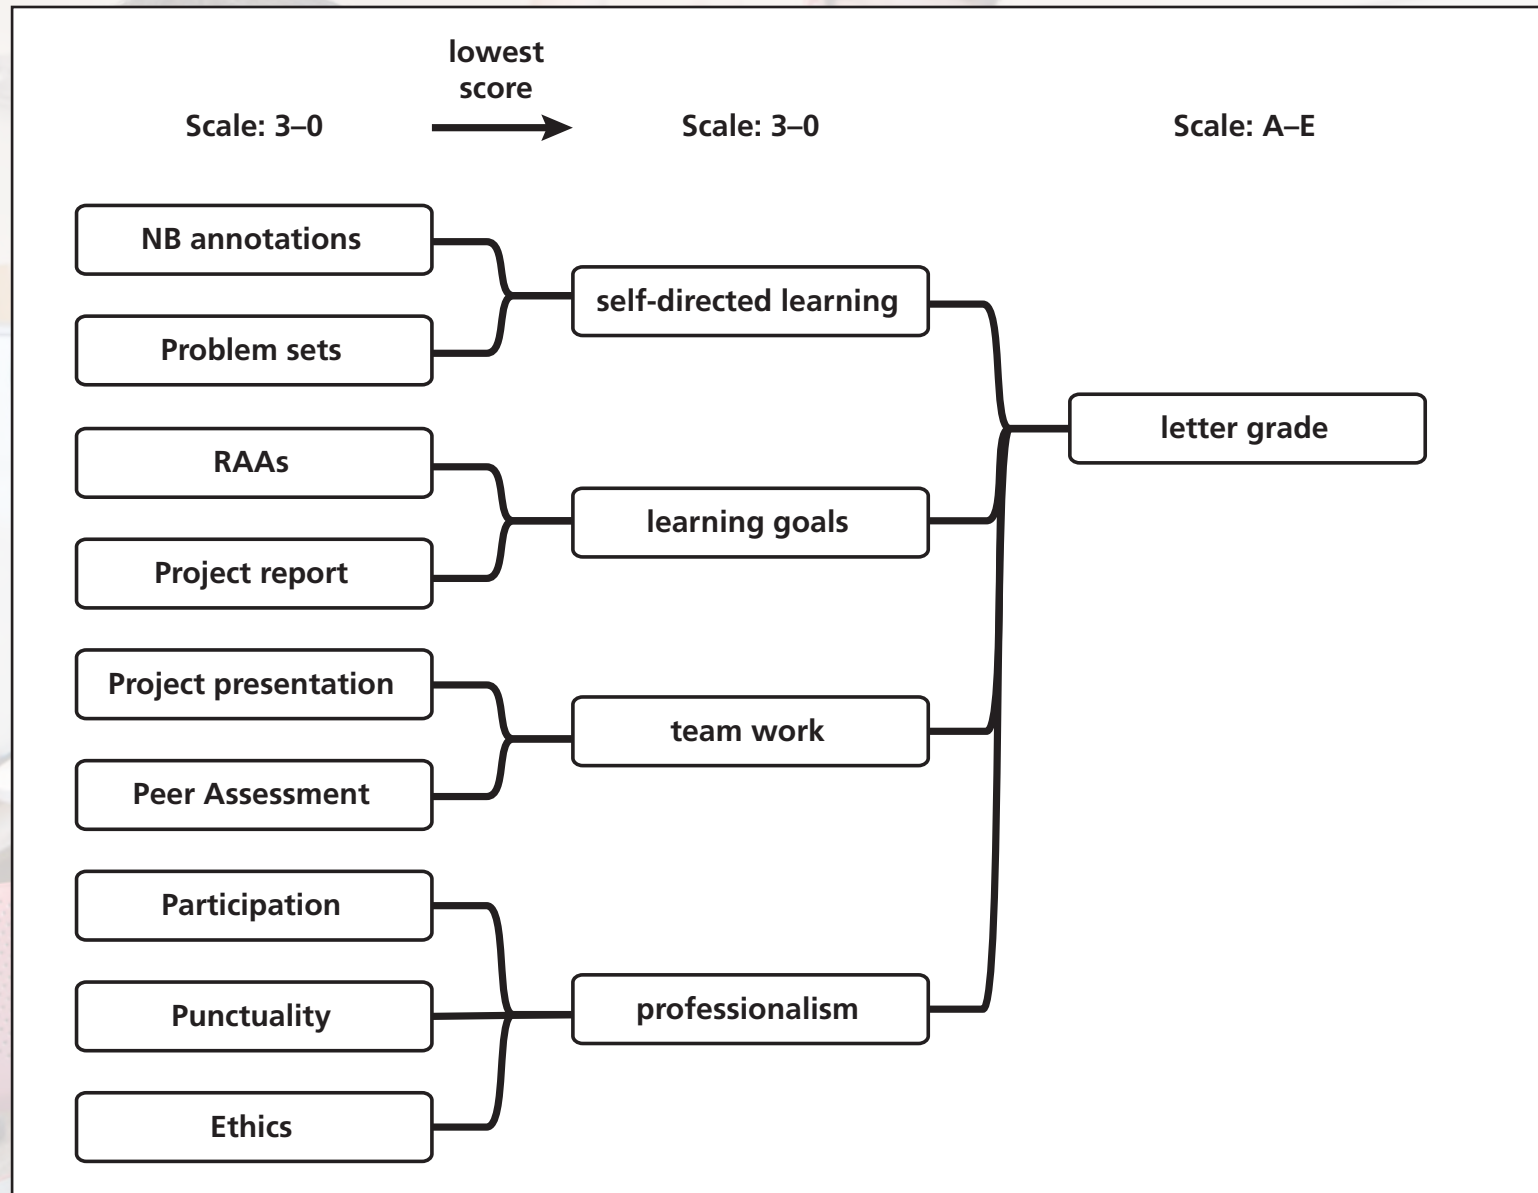 lowest
score
Scale: 3–0
Scale: 3–0
Scale: A–E
NB annotations
Problem sets
RAAs
Project report
Project presentation
Peer Assessment
Participation
Punctuality
Ethics
self-directed learning
learning goals
team work
professionalism
letter grade